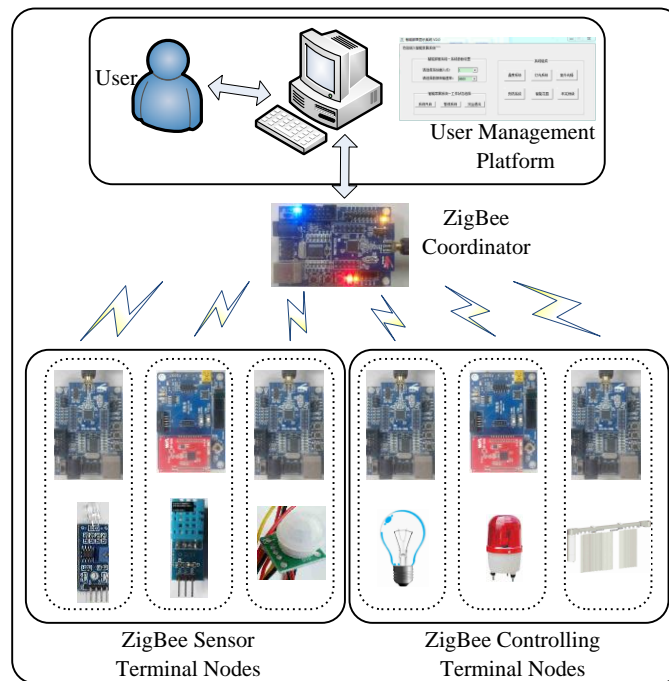 User
User Management
Platform
ZigBee
Coordinator
ZigBee Sensor
Terminal Nodes
ZigBee Controlling
Terminal Nodes